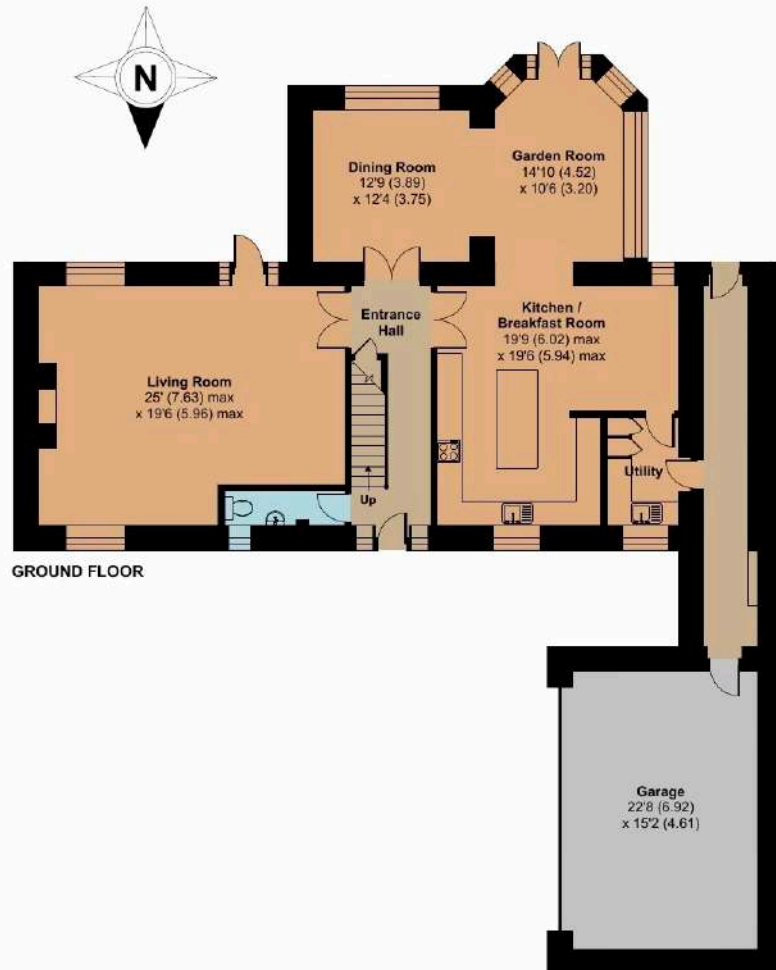 N
Dining Room
12'9 (3.89)
x 12'4 (3.75)
Garden Room
14'10 (4.52)
x 10'6 (3.20)
Entrance
Hall
Kitchen /
Breakfast Room
19'9 (6.02) max
x 19'6 (5.94) max
Living Room
25' (7.63) max
x 19'6 (5.96) max
Up
Utility
GROUND FLOOR
Garage
22'8 (6.92)
x 15'2 (4.61)